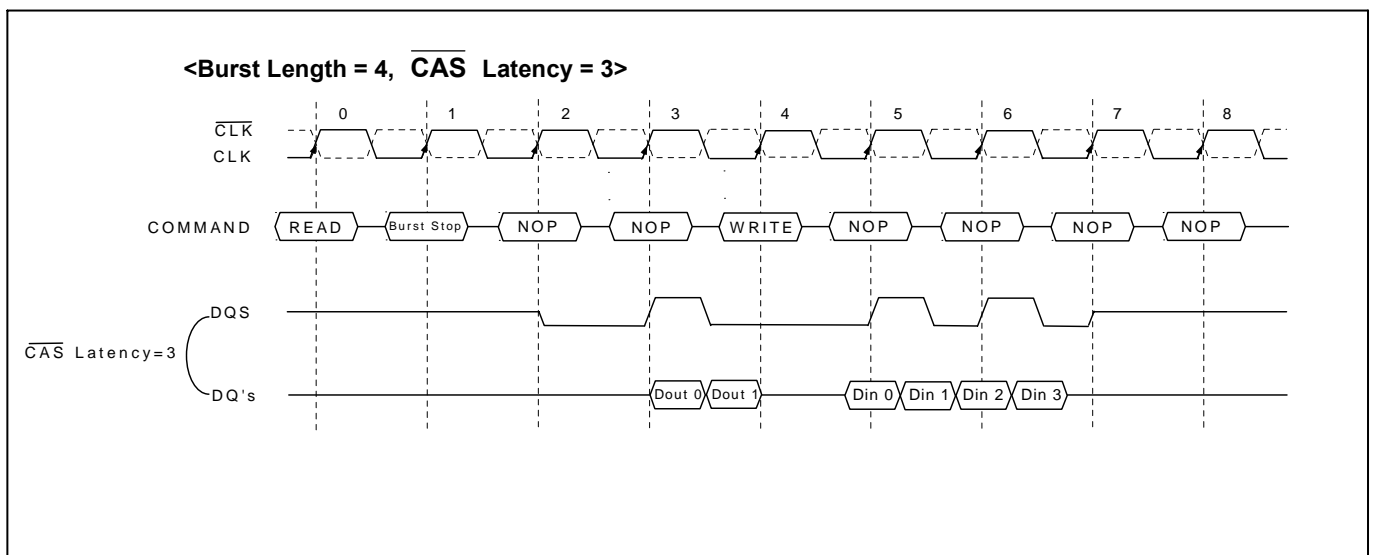 <Burst Length = 4, CAS Latency = 3>
0 1 2 3 4 5 6 7 8
CLK
CLK
COMMAND READ Burst Stop NOP NOP WRITE NOP NOP NOP NOP
DQS
CAS Latency=3
DQ's Dout 0 Dout 1 Din 0 Din 1 Din 2 Din 3